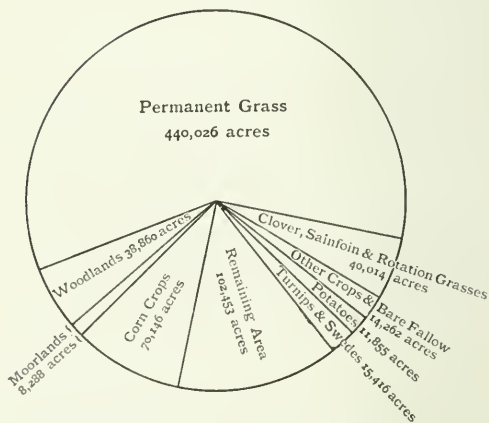 Permanent Grass
440,026 acres
Clover, Sainfoin & Rotation Grasses
40,014 acres
Other Crops & Bare Fallow
14,262 acres
Potatoes
11,855 acres
Turnips & Swedes 15,416 acres
Remaining Area
102,453 acres
Corn Crops
70,146 acres
Moorlands
8,288 acres
Woodlands 38,860 acres